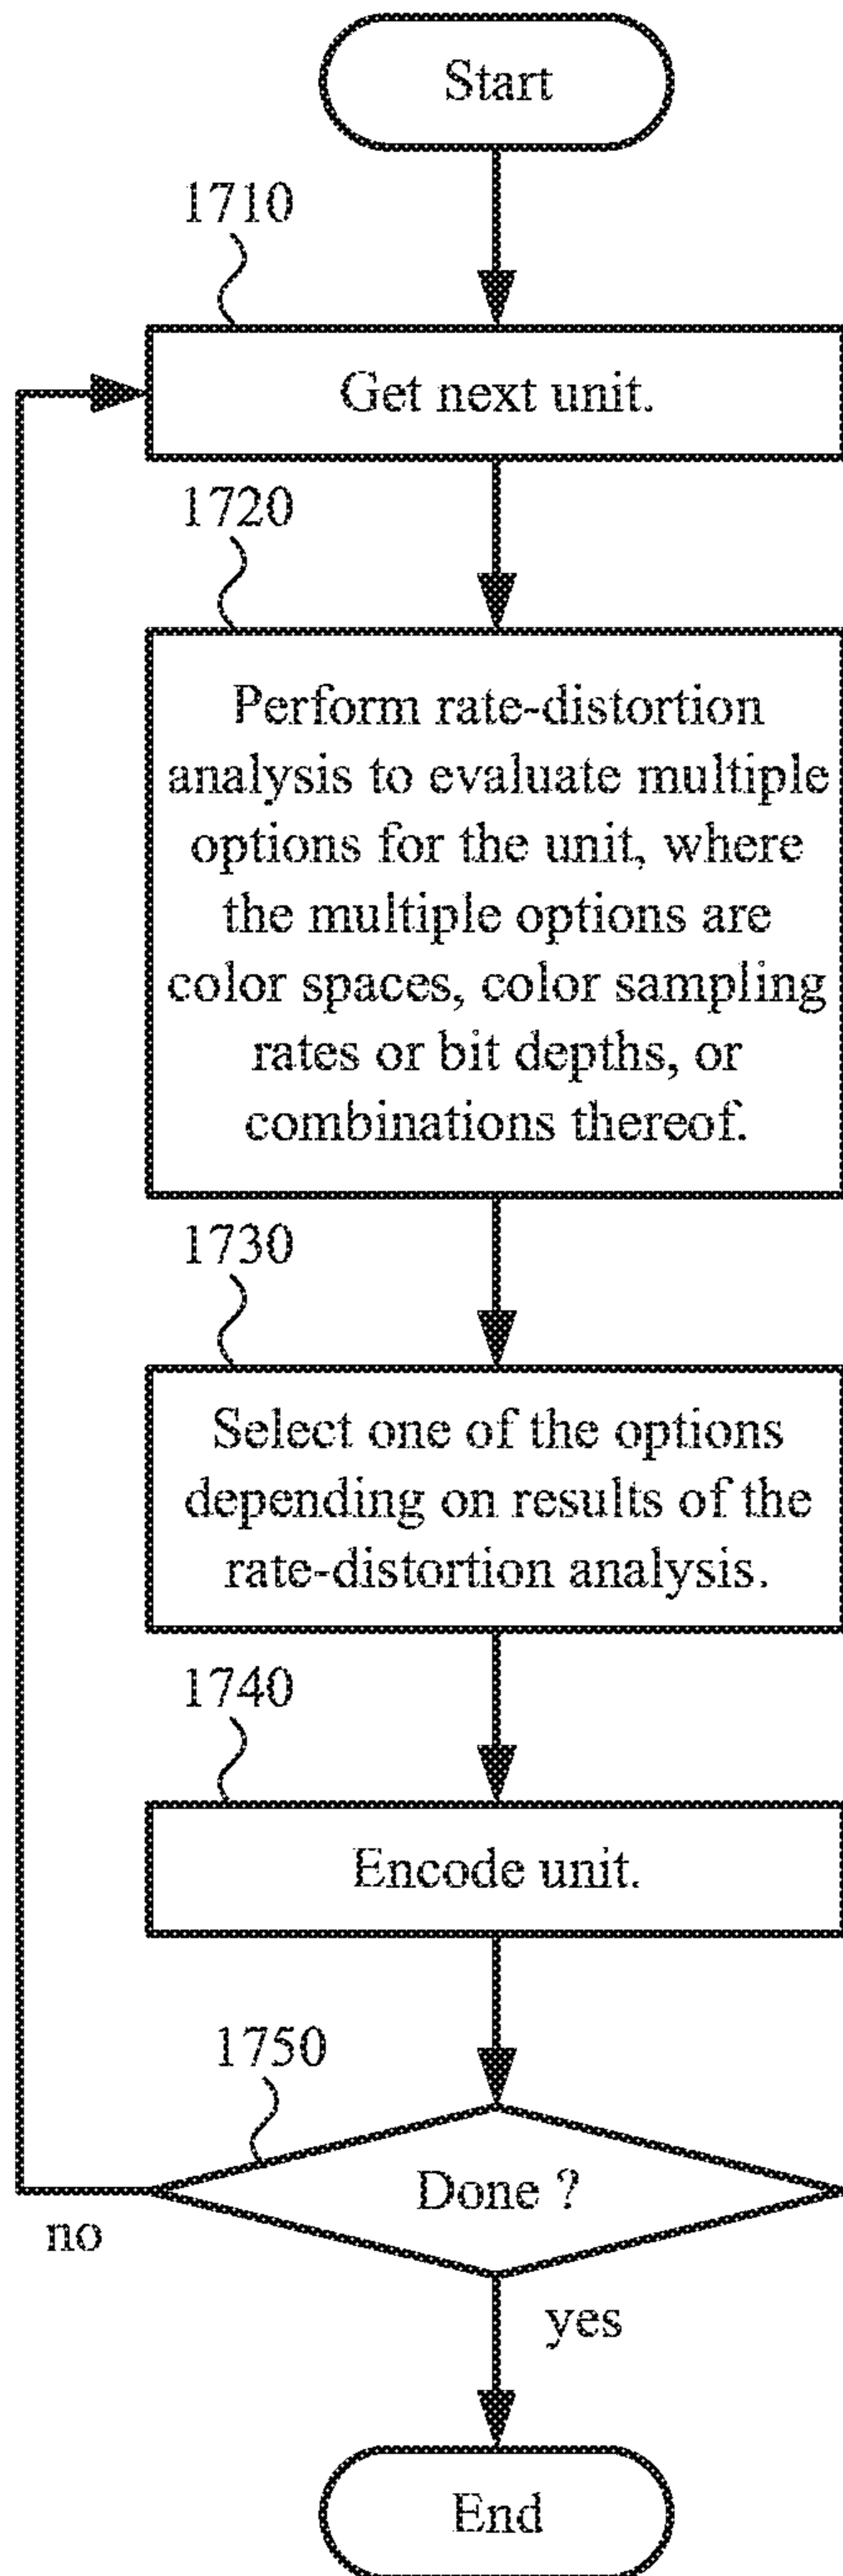 Start
1710
Get next unit.
1720
Perform rate-distortion
analysis to evaluate multiple
options for the unit, where
the multiple options are
color spaces, color sampling
rates or bit depths, or
combinations thereof.
1730
Select one of the options
depending on results of the
rate-distortion analysis.
1740
Encode unit.
1750
Done ?
no
yes
End